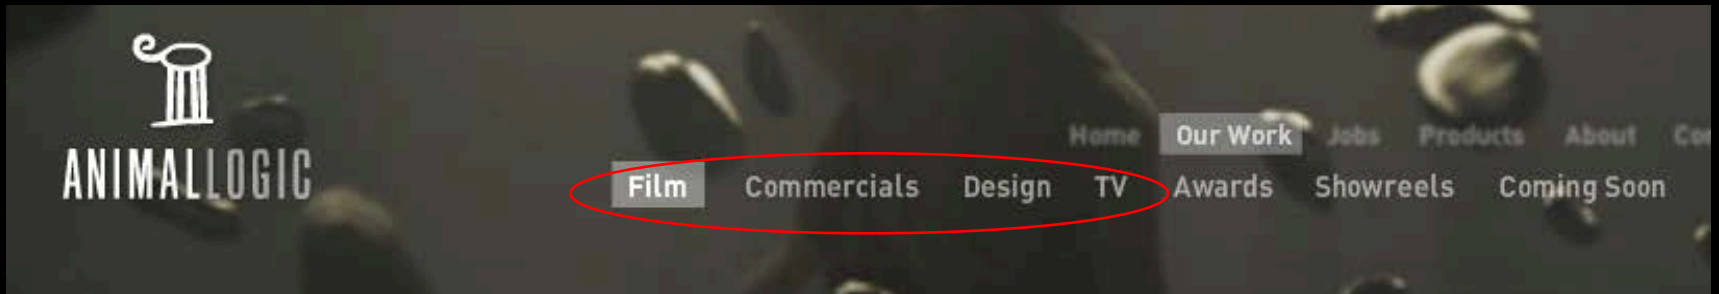 ANIMALLOGIC
Home Our Work Jobs Products About
Film Commercials Design TV Awards Showreels Coming Soon